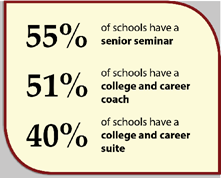 55% of schools have a
senior seminar
51% of schools have a
college and career
coach
40% of schools have a
college and career
suite